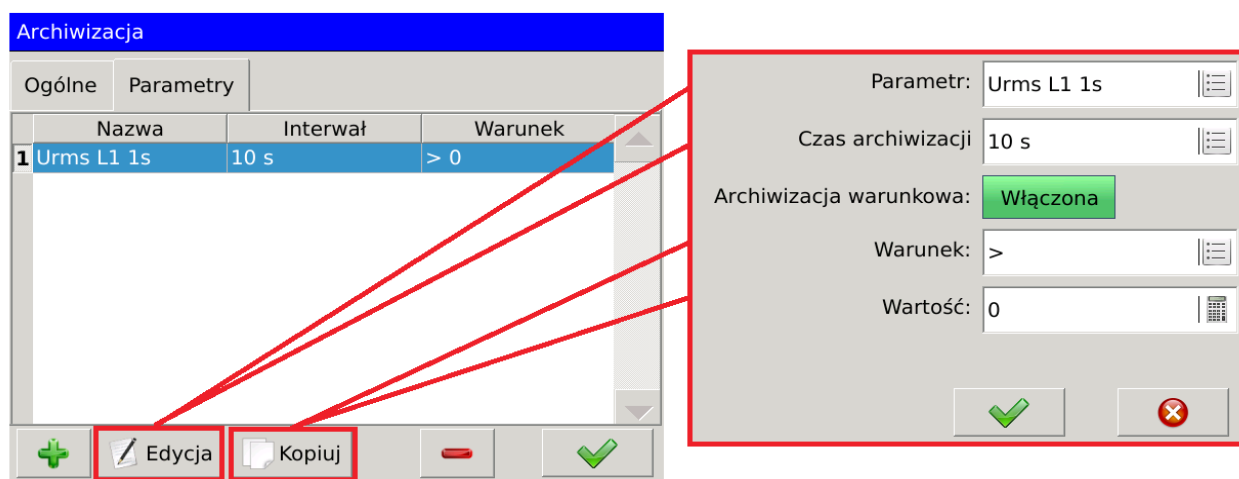 Archiwizacja
Ogólne Parametry
Nazwa Interwał Warunek
1 Urms L1 1s 10 s > 0
Edycja Kopiuj
Parametr: Urms L1 1s
Czas archiwizacji 10 s
Archiwizacja warunkowa: Włączona
Warunek: >
Wartość: 0